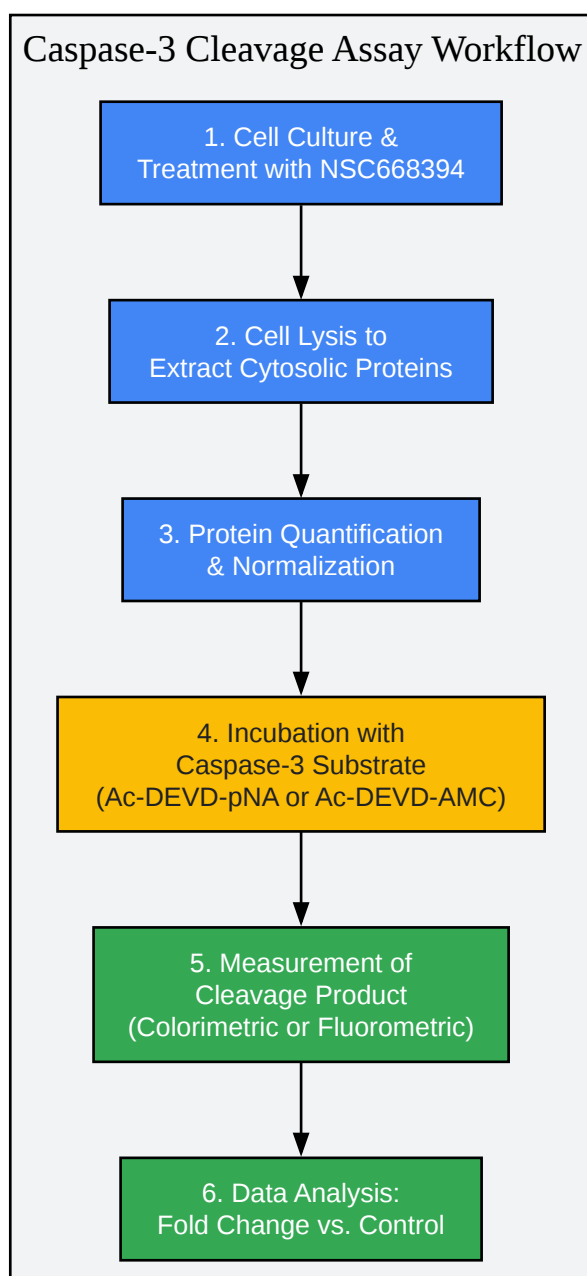 Caspase-3 Cleavage Assay Workflow
1. Cell Culture &
Treatment with NSC668394
2. Cell Lysis to
Extract Cytosolic Proteins
3. Protein Quantification
& Normalization
4. Incubation with
Caspase-3 Substrate
(Ac-DEVD-pNA or Ac-DEVD-AMC)
5. Measurement of
Cleavage Product
(Colorimetric or Fluorometric)
6. Data Analysis:
Fold Change vs. Control